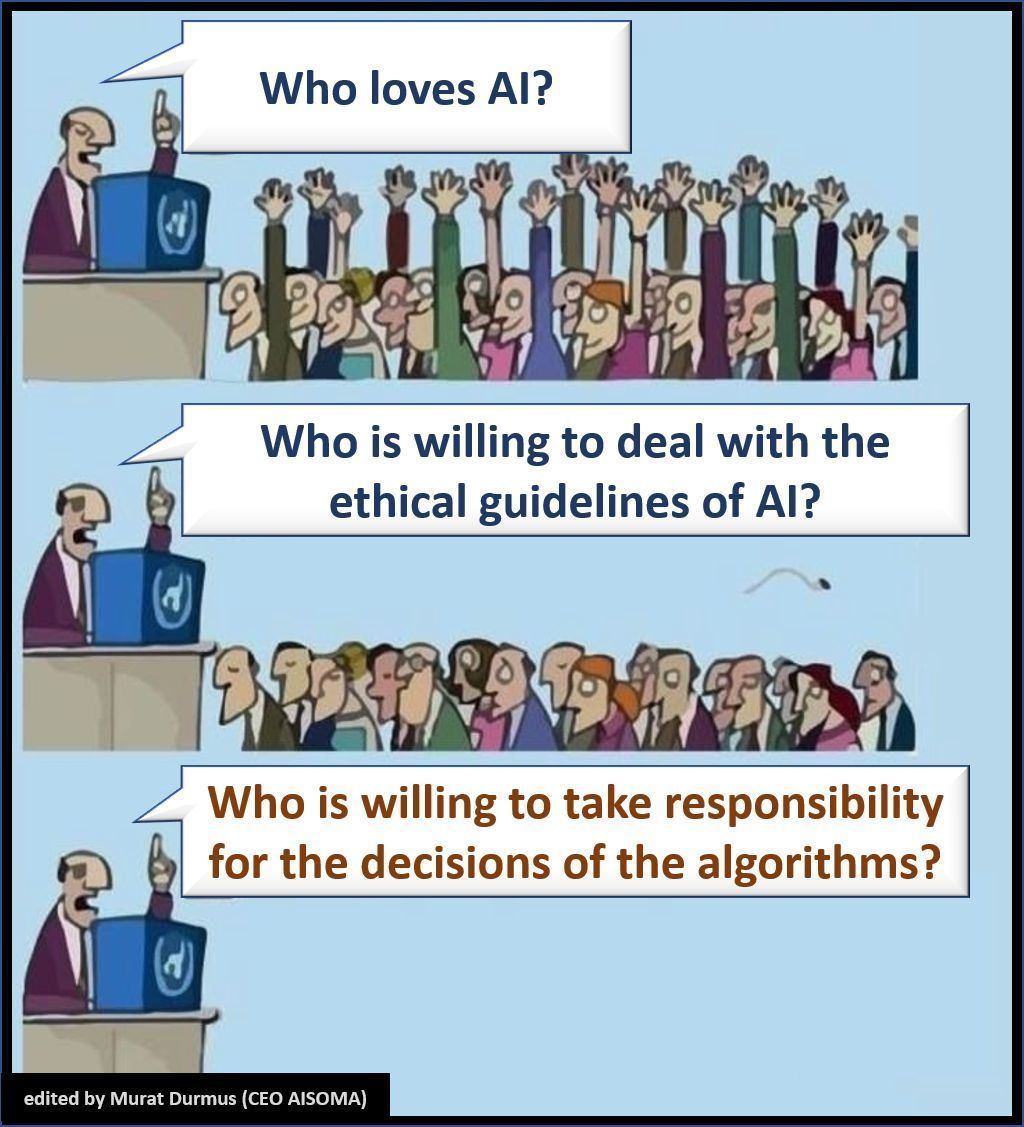 Who loves AI?
Who is willing to deal with the
ethical guidelines of AI?
Who is willing to take responsibility
for the decisions of the algorithms?
edited by Murat Durmus (CEO AISOMA)